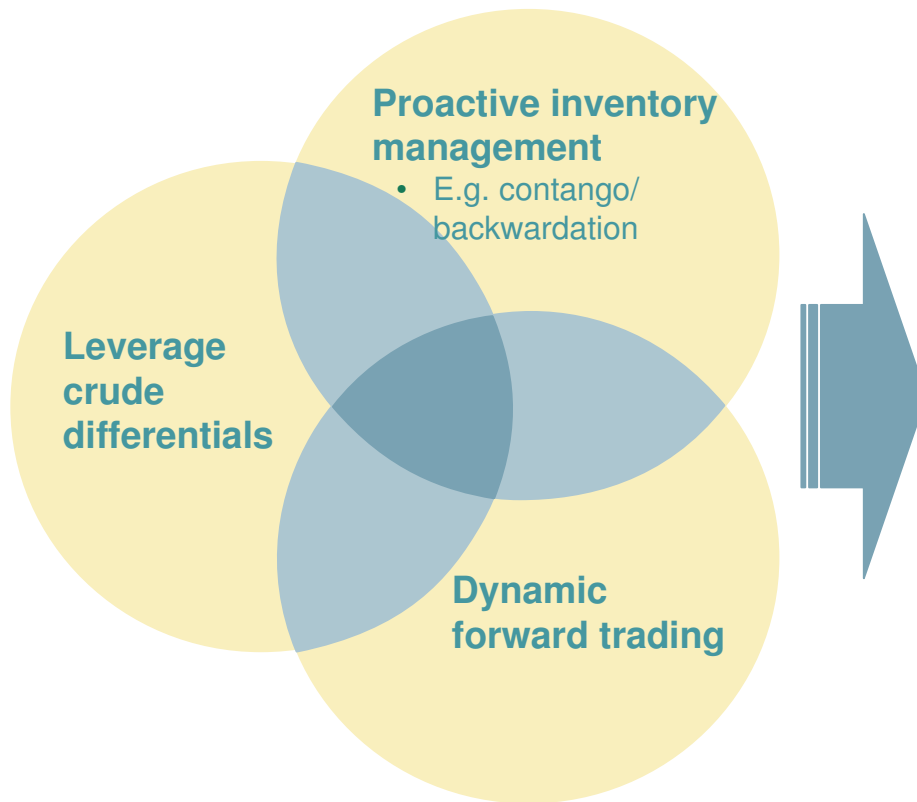 Proactive inventory
management
• E.g. contango/
backwardation
Leverage
crude
differentials
Dynamic
forward trading